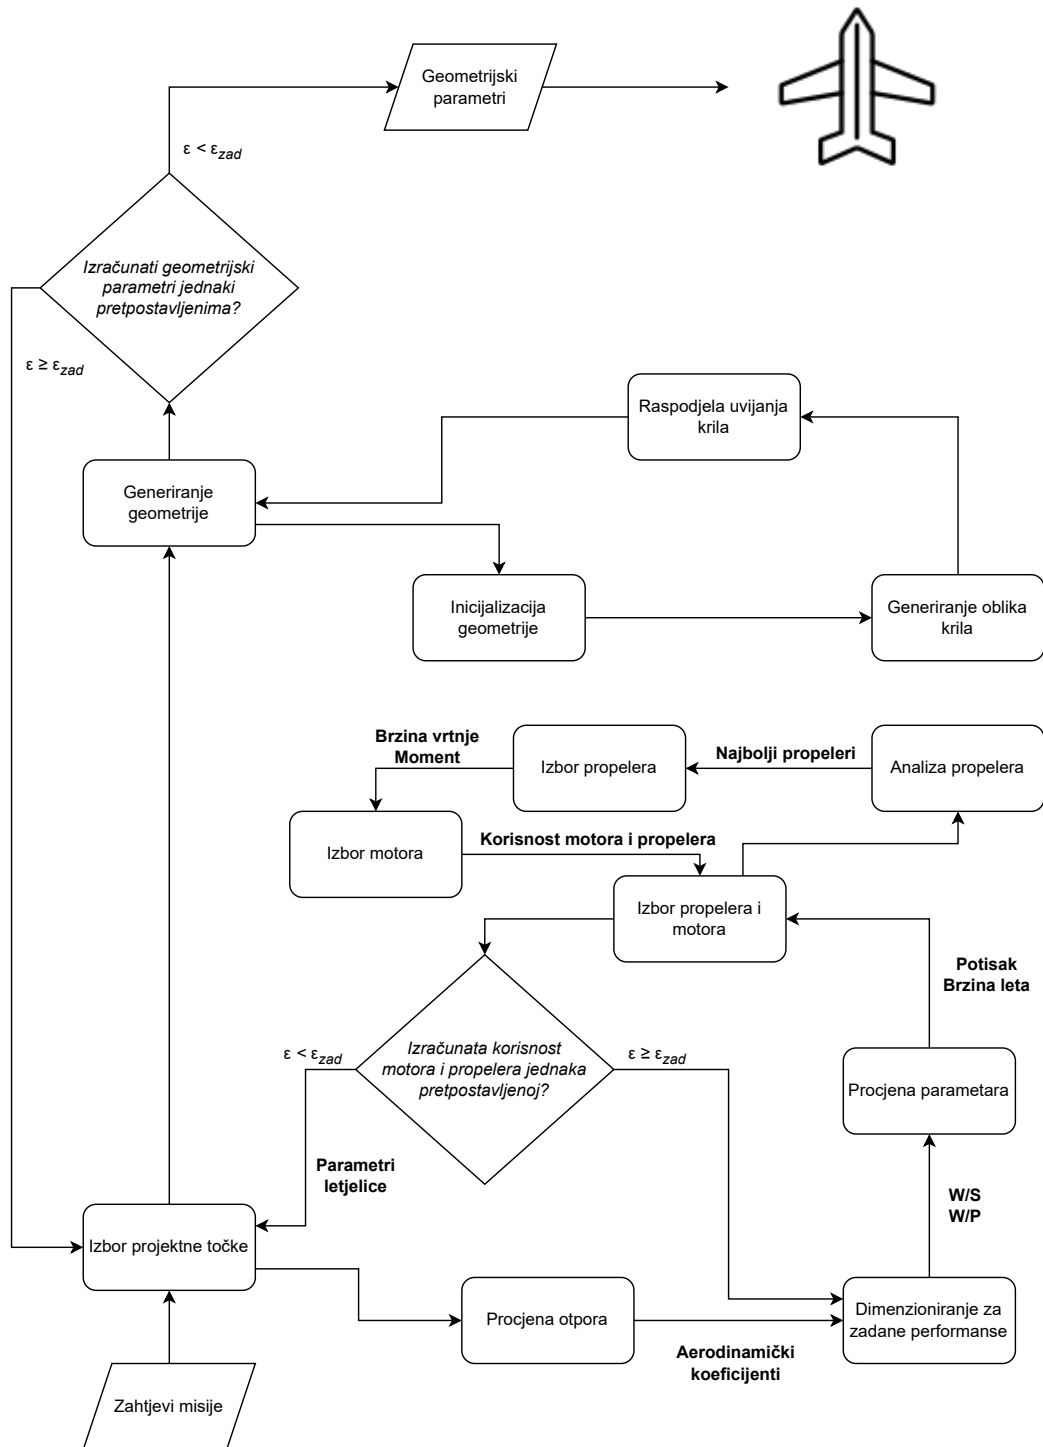 Geometrijski
parametri
ε < εzad
Izračunati geometrijski
parametri jednaki
pretpostavljenima?
ε ≥ εzad
Raspodjela uvijanja
krila
Generiranje
geometrije
Inicijalizacija
geometrije
Generiranje oblika
krila
Brzina vrtnje
Moment
Izbor propelera
Najbolji propeleri
Analiza propelera
Izbor motora
Korisnost motora i propelera
Izbor propelera i
motora
Potisak
Brzina leta
ε < εzad
Izračunata korisnost
motora i propelera jednaka
pretpostavljenoj?
ε ≥ εzad
Procjena parametara
Parametri
letjelice
W/S
W/P
Izbor projektne točke
Procjena otpora
Aerodinamički
koeficijenti
Dimenzioniranje za
zadane performanse
Zahtjevi misije